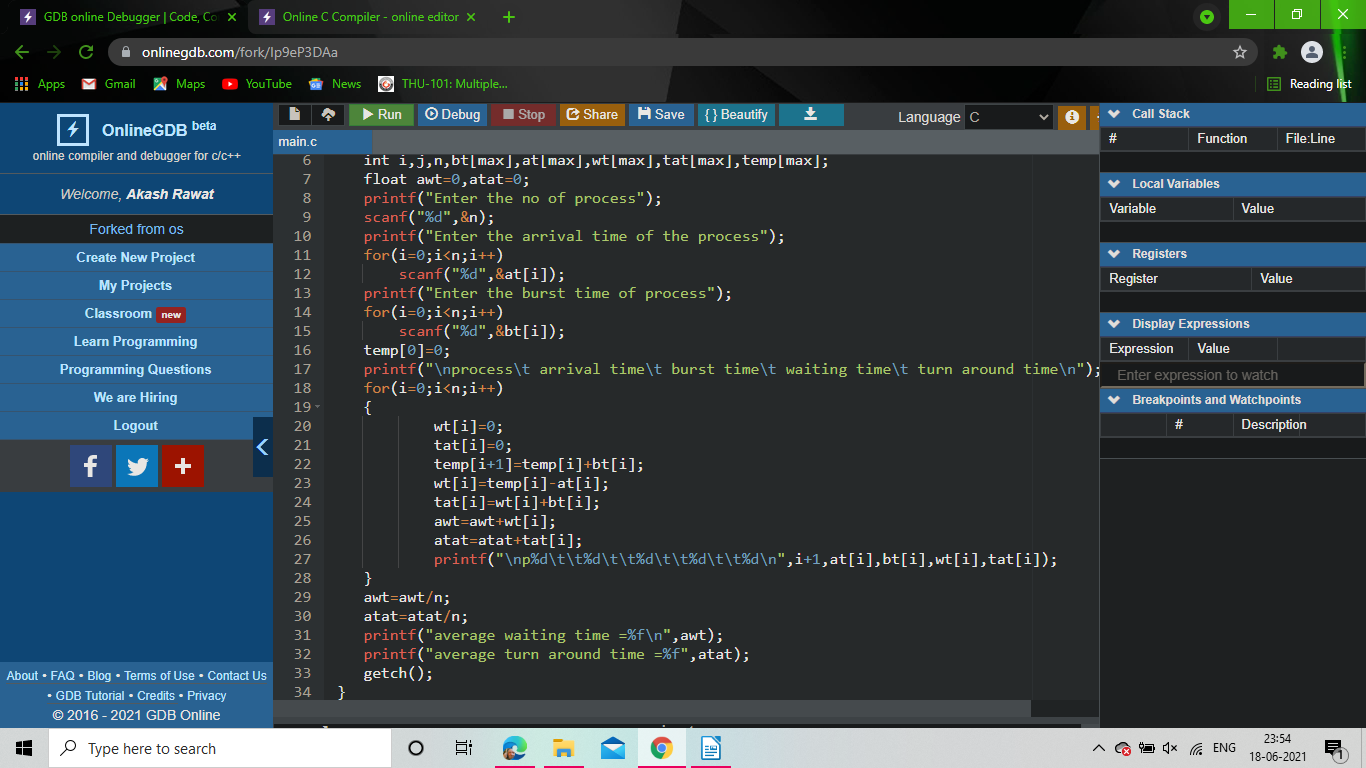 GDB online Debugger | Code, Co
Online C Compiler - online editor
onlinegdb.com/fork/Ip9eP3DAa
Apps Gmail Maps YouTube News THU-101: Multiple... Reading list
OnlineGDB beta
online compiler and debugger for c/c++
Welcome, Akash Rawat
Forked from os
Create New Project
My Projects
Classroom new
Learn Programming
Programming Questions
We are Hiring
Logout
About • FAQ • Blog • Terms of Use • Contact Us
• GDB Tutorial • Credits • Privacy
© 2016 - 2021 GDB Online
Run Debug Stop Share Save { } Beautify Language C
main.c
6 int i,j,n,bt[max],at[max],wt[max],tat[max],temp[max];
7 float awt=0,atat=0;
8 printf("Enter the no of process");
9 scanf("%d",&n);
10 printf("Enter the arrival time of the process");
11 for(i=0;i<n;i++)
12 scanf("%d",&at[i]);
13 printf("Enter the burst time of process");
14 for(i=0;i<n;i++)
15 scanf("%d",&bt[i]);
16 temp[0]=0;
17 printf("\nprocess\t arrival time\t burst time\t waiting time\t turn around time\n");
18 for(i=0;i<n;i++)
19 {
20 wt[i]=0;
21 tat[i]=0;
22 temp[i+1]=temp[i]+bt[i];
23 wt[i]=temp[i]-at[i];
24 tat[i]=wt[i]+bt[i];
25 awt=awt+wt[i];
26 atat=atat+tat[i];
27 printf("\np%d\t\t%d\t\t%d\t\t%d\t\t%d\n",i+1,at[i],bt[i],wt[i],tat[i]);
28 }
29 awt=awt/n;
30 atat=atat/n;
31 printf("average waiting time =%f\n",awt);
32 printf("average turn around time =%f",atat);
33 getch();
34 }
Call Stack
# Function File:Line
Local Variables
Variable Value
Registers
Register Value
Display Expressions
Expression Value
Enter expression to watch
Breakpoints and Watchpoints
# Description
Type here to search
ENG
23:54
18-06-2021
1